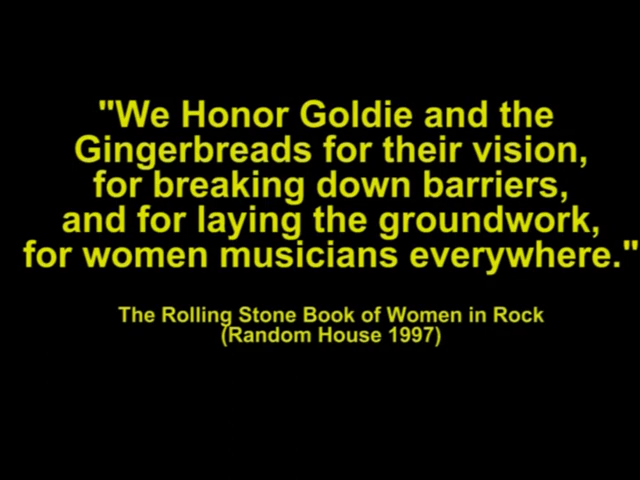 "We Honor Goldie and the
Gingerbreads for their vision,
for breaking down barriers,
and for laying the groundwork,
for women musicians everywhere."
The Rolling Stone Book of Women in Rock
(Random House 1997)